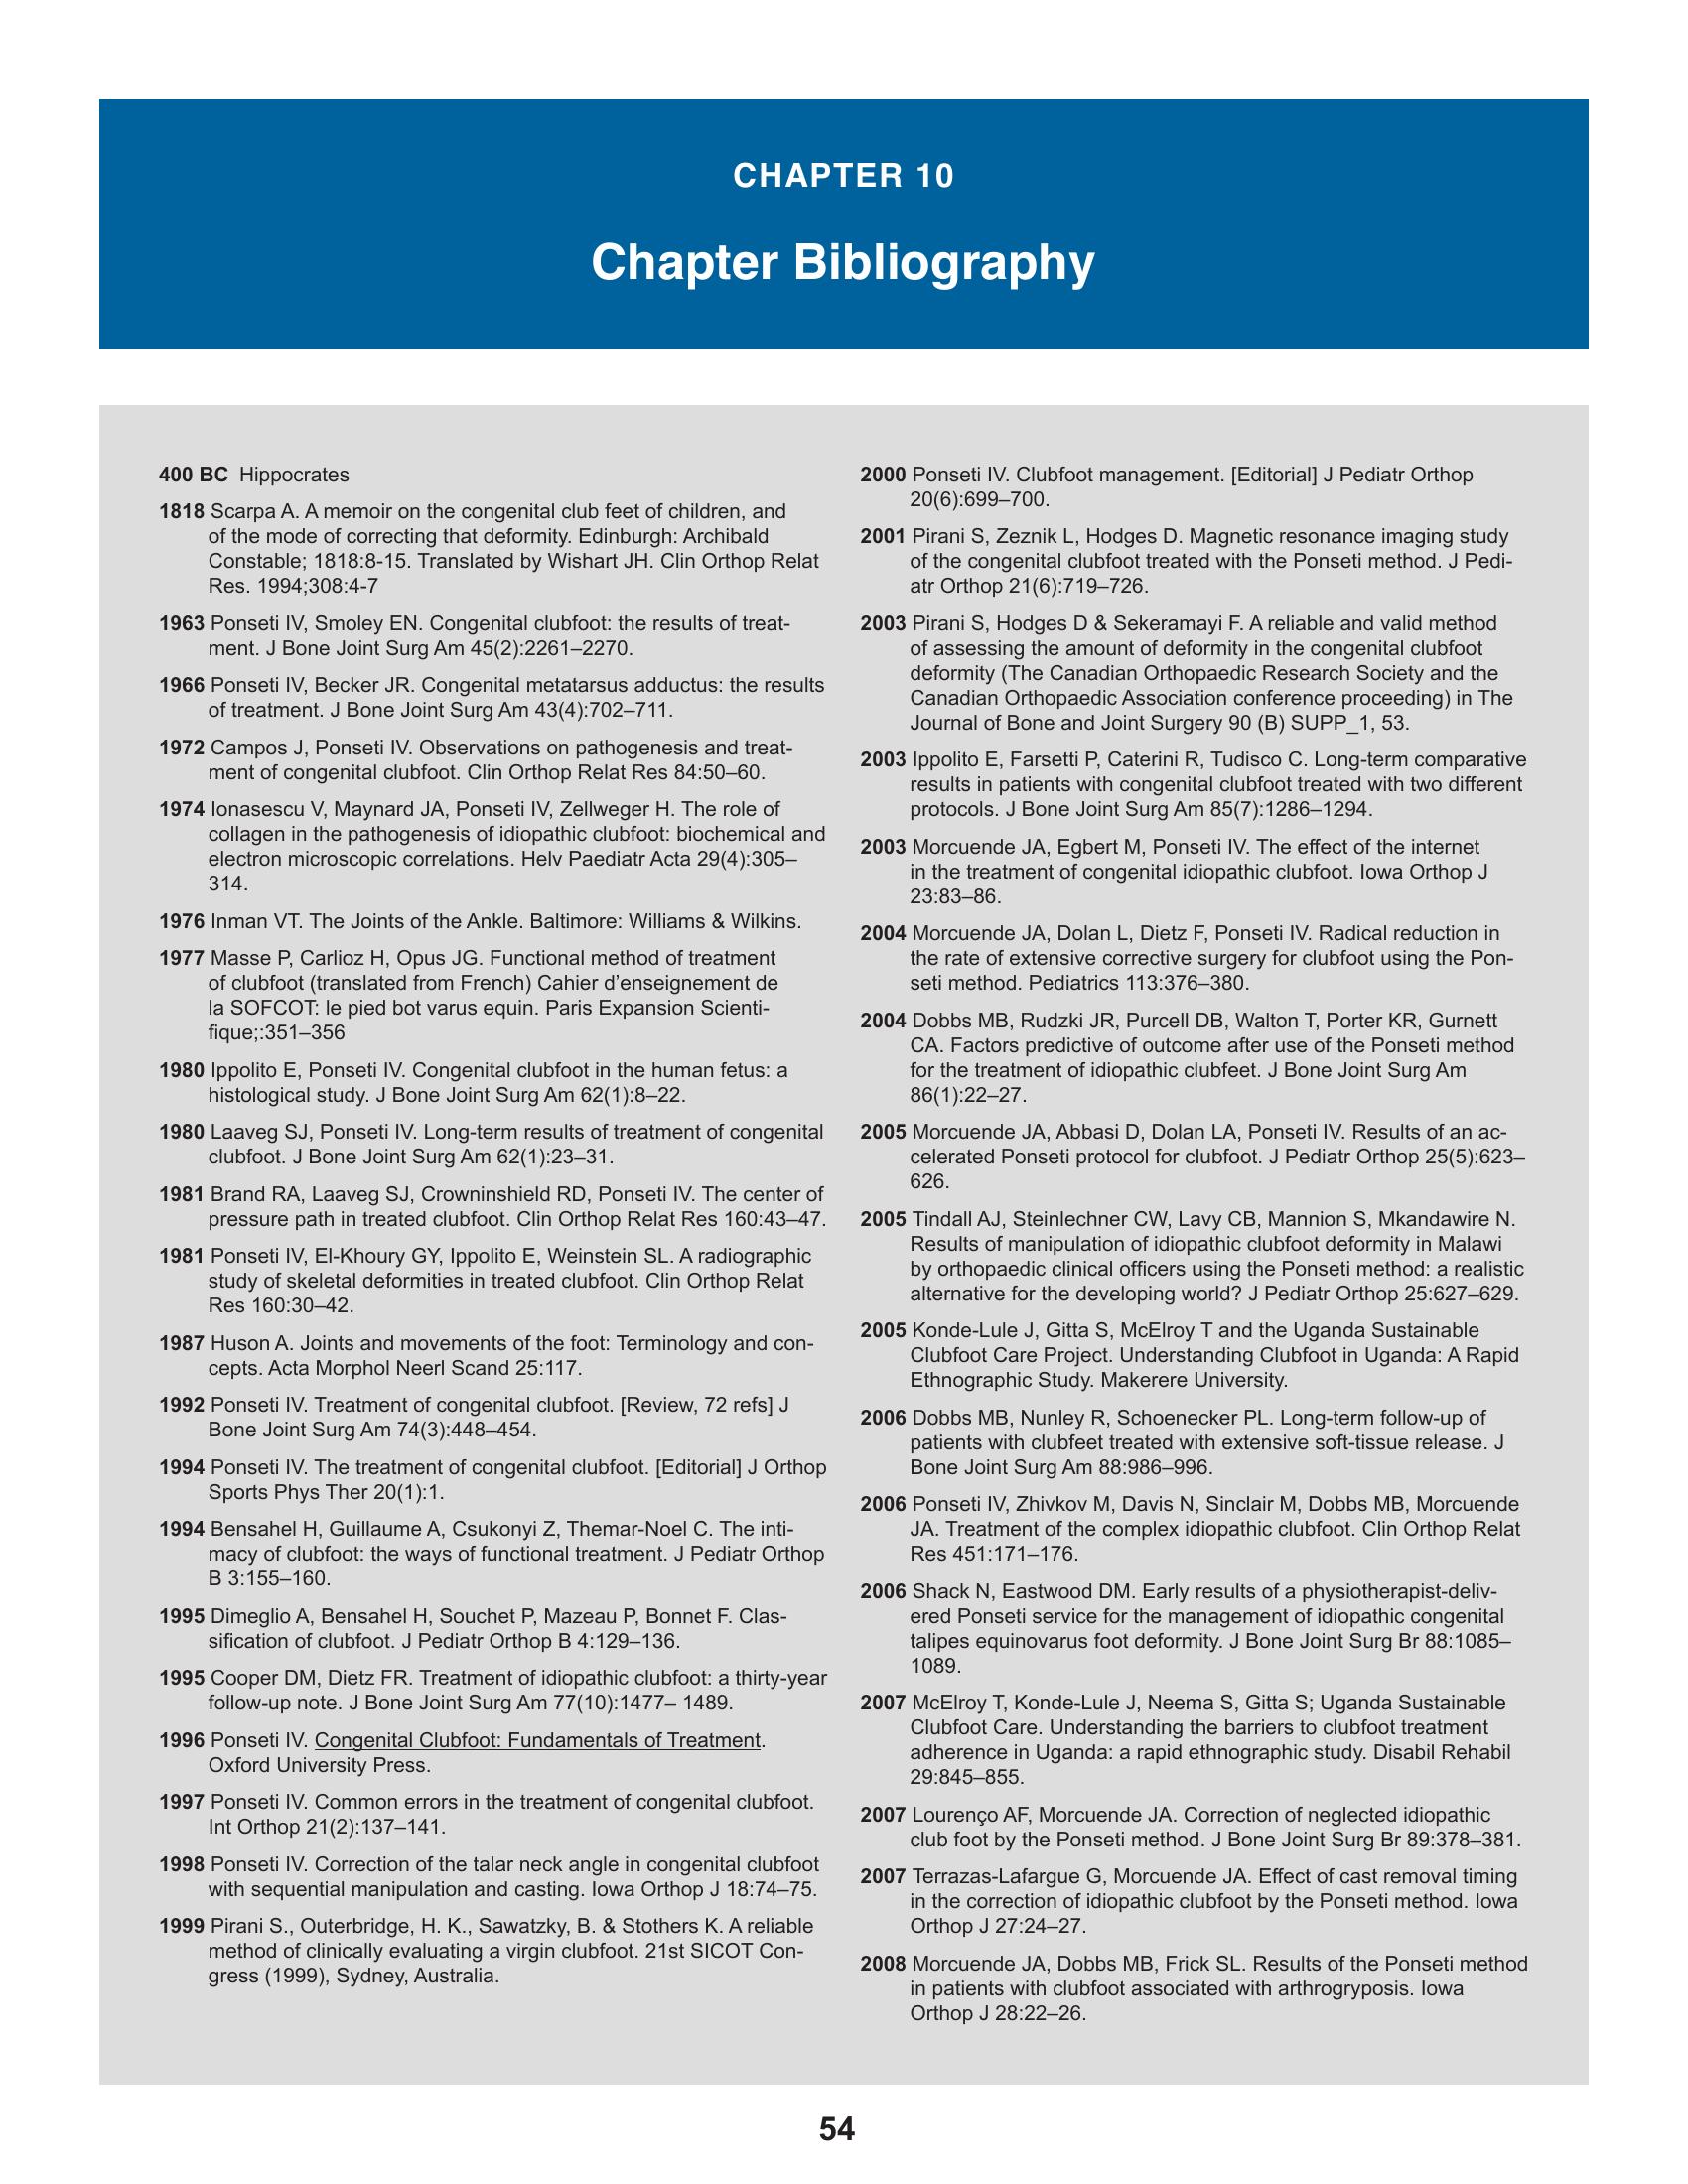 CHAPTER 10
Chapter Bibliography
400 BC  Hippocrates
1818 Scarpa A. A memoir on the congenital club feet of children, and
of the mode of correcting that deformity. Edinburgh: Archibald
Constable; 1818:8-15. Translated by Wishart JH. Clin Orthop Relat
Res. 1994;308:4-7
1963 Ponseti IV, Smoley EN. Congenital clubfoot: the results of treat-
ment. J Bone Joint Surg Am 45(2):2261–2270.
1966 Ponseti IV, Becker JR. Congenital metatarsus adductus: the results
of treatment. J Bone Joint Surg Am 43(4):702–711.
1972 Campos J, Ponseti IV. Observations on pathogenesis and treat-
ment of congenital clubfoot. Clin Orthop Relat Res 84:50–60.
1974 Ionasescu V, Maynard JA, Ponseti IV, Zellweger H. The role of
collagen in the pathogenesis of idiopathic clubfoot: biochemical and
electron microscopic correlations. Helv Paediatr Acta 29(4):305–
314.
1976 Inman VT. The Joints of the Ankle. Baltimore: Williams & Wilkins.
1977 Masse P, Carlioz H, Opus JG. Functional method of treatment
of clubfoot (translated from French) Cahier d’enseignement de
la SOFCOT: le pied bot varus equin. Paris Expansion Scienti-
fique;:351–356
1980 Ippolito E, Ponseti IV. Congenital clubfoot in the human fetus: a
histological study. J Bone Joint Surg Am 62(1):8–22.
1980 Laaveg SJ, Ponseti IV. Long-term results of treatment of congenital
clubfoot. J Bone Joint Surg Am 62(1):23–31.
1981 Brand RA, Laaveg SJ, Crowninshield RD, Ponseti IV. The center of
pressure path in treated clubfoot. Clin Orthop Relat Res 160:43–47.
1981 Ponseti IV, El-Khoury GY, Ippolito E, Weinstein SL. A radiographic
study of skeletal deformities in treated clubfoot. Clin Orthop Relat
Res 160:30–42.
1987 Huson A. Joints and movements of the foot: Terminology and con-
cepts. Acta Morphol Neerl Scand 25:117.
1992 Ponseti IV. Treatment of congenital clubfoot. [Review, 72 refs] J
Bone Joint Surg Am 74(3):448–454.
1994 Ponseti IV. The treatment of congenital clubfoot. [Editorial] J Orthop
Sports Phys Ther 20(1):1.
1994 Bensahel H, Guillaume A, Csukonyi Z, Themar-Noel C. The inti-
macy of clubfoot: the ways of functional treatment. J Pediatr Orthop
B 3:155–160.
1995 Dimeglio A, Bensahel H, Souchet P, Mazeau P, Bonnet F. Clas-
sification of clubfoot. J Pediatr Orthop B 4:129–136.
1995 Cooper DM, Dietz FR. Treatment of idiopathic clubfoot: a thirty-year
follow-up note. J Bone Joint Surg Am 77(10):1477– 1489.
1996 Ponseti IV. Congenital Clubfoot: Fundamentals of Treatment.
Oxford University Press.
1997 Ponseti IV. Common errors in the treatment of congenital clubfoot.
Int Orthop 21(2):137–141.
1998 Ponseti IV. Correction of the talar neck angle in congenital clubfoot
with sequential manipulation and casting. Iowa Orthop J 18:74–75.
1999 Pirani S., Outerbridge, H. K., Sawatzky, B. & Stothers K. A reliable
method of clinically evaluating a virgin clubfoot. 21st SICOT Con-
gress (1999), Sydney, Australia.
2000 Ponseti IV. Clubfoot management. [Editorial] J Pediatr Orthop
20(6):699–700.
2001 Pirani S, Zeznik L, Hodges D. Magnetic resonance imaging study
of the congenital clubfoot treated with the Ponseti method. J Pedi-
atr Orthop 21(6):719–726.
2003 Pirani S, Hodges D & Sekeramayi F. A reliable and valid method
of assessing the amount of deformity in the congenital clubfoot
deformity (The Canadian Orthopaedic Research Society and the
Canadian Orthopaedic Association conference proceeding) in The
Journal of Bone and Joint Surgery 90 (B) SUPP_1, 53.
2003 Ippolito E, Farsetti P, Caterini R, Tudisco C. Long-term comparative
results in patients with congenital clubfoot treated with two different
protocols. J Bone Joint Surg Am 85(7):1286–1294.
2003 Morcuende JA, Egbert M, Ponseti IV. The effect of the internet
in the treatment of congenital idiopathic clubfoot. Iowa Orthop J
23:83–86.
2004 Morcuende JA, Dolan L, Dietz F, Ponseti IV. Radical reduction in
the rate of extensive corrective surgery for clubfoot using the Pon-
seti method. Pediatrics 113:376–380.
2004 Dobbs MB, Rudzki JR, Purcell DB, Walton T, Porter KR, Gurnett
CA. Factors predictive of outcome after use of the Ponseti method
for the treatment of idiopathic clubfeet. J Bone Joint Surg Am
86(1):22–27.
2005 Morcuende JA, Abbasi D, Dolan LA, Ponseti IV. Results of an ac-
celerated Ponseti protocol for clubfoot. J Pediatr Orthop 25(5):623–
626.
2005 Tindall AJ, Steinlechner CW, Lavy CB, Mannion S, Mkandawire N.
Results of manipulation of idiopathic clubfoot deformity in Malawi
by orthopaedic clinical officers using the Ponseti method: a realistic
alternative for the developing world? J Pediatr Orthop 25:627–629.
2005 Konde-Lule J, Gitta S, McElroy T and the Uganda Sustainable
Clubfoot Care Project. Understanding Clubfoot in Uganda: A Rapid
Ethnographic Study. Makerere University.
2006 Dobbs MB, Nunley R, Schoenecker PL. Long-term follow-up of
patients with clubfeet treated with extensive soft-tissue release. J
Bone Joint Surg Am 88:986–996.
2006 Ponseti IV, Zhivkov M, Davis N, Sinclair M, Dobbs MB, Morcuende
JA. Treatment of the complex idiopathic clubfoot. Clin Orthop Relat
Res 451:171–176.
2006 Shack N, Eastwood DM. Early results of a physiotherapist-deliv-
ered Ponseti service for the management of idiopathic congenital
talipes equinovarus foot deformity. J Bone Joint Surg Br 88:1085–
1089.
2007 McElroy T, Konde-Lule J, Neema S, Gitta S; Uganda Sustainable
Clubfoot Care. Understanding the barriers to clubfoot treatment
adherence in Uganda: a rapid ethnographic study. Disabil Rehabil
29:845–855.
2007 Lourenço AF, Morcuende JA. Correction of neglected idiopathic
club foot by the Ponseti method. J Bone Joint Surg Br 89:378–381.
2007 Terrazas-Lafargue G, Morcuende JA. Effect of cast removal timing
in the correction of idiopathic clubfoot by the Ponseti method. Iowa
Orthop J 27:24–27.
2008 Morcuende JA, Dobbs MB, Frick SL. Results of the Ponseti method
in patients with clubfoot associated with arthrogryposis. Iowa
Orthop J 28:22–26.
54